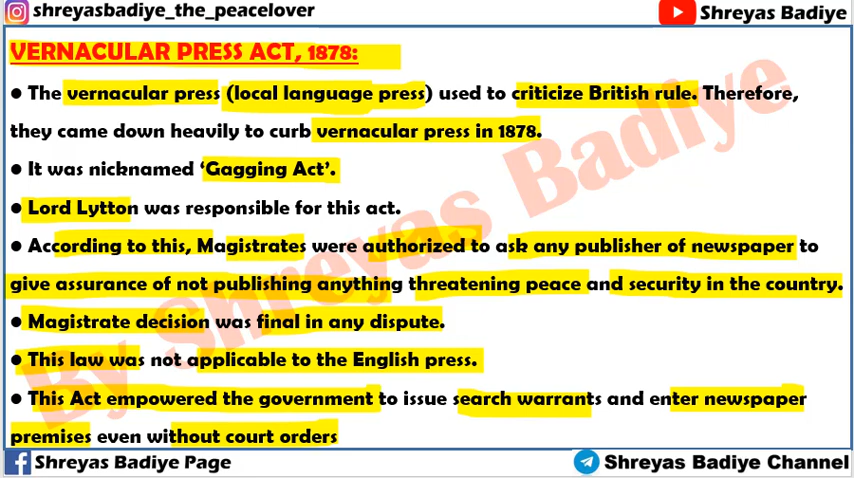 shreyasbadiye_the_peacelover
Shreyas Badiye
VERNACULAR PRESS ACT, 1878:
● The vernacular press (local language press) used to criticize British rule. Therefore,
they came down heavily to curb vernacular press in 1878.
● It was nicknamed ‘Gagging Act’.
● Lord Lytton was responsible for this act.
● According to this, Magistrates were authorized to ask any publisher of newspaper to
give assurance of not publishing anything threatening peace and security in the country.
● Magistrate decision was final in any dispute.
● This law was not applicable to the English press.
● This Act empowered the government to issue search warrants and enter newspaper
premises even without court orders
By Shreyas Badiye
Shreyas Badiye Page
Shreyas Badiye Channel